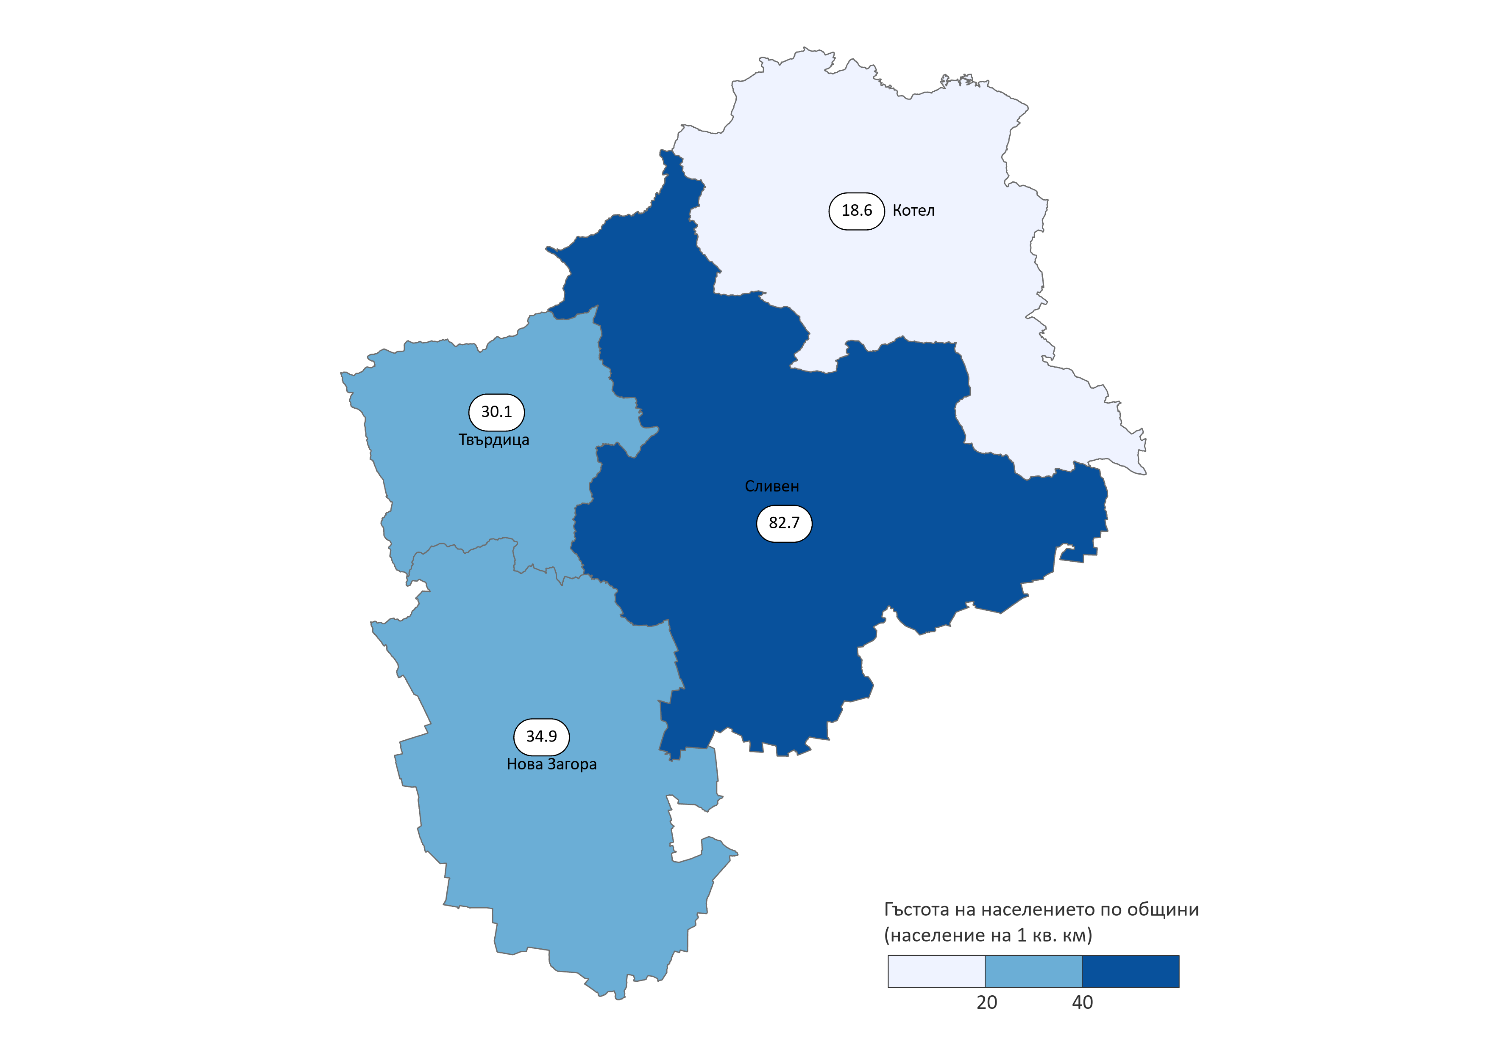 18.6 Котел
30.1
Твърдица
Сливен
82.7
34.9
Нова Загора
Гъстота на населението по общини
(население на 1 кв. км)
20 40